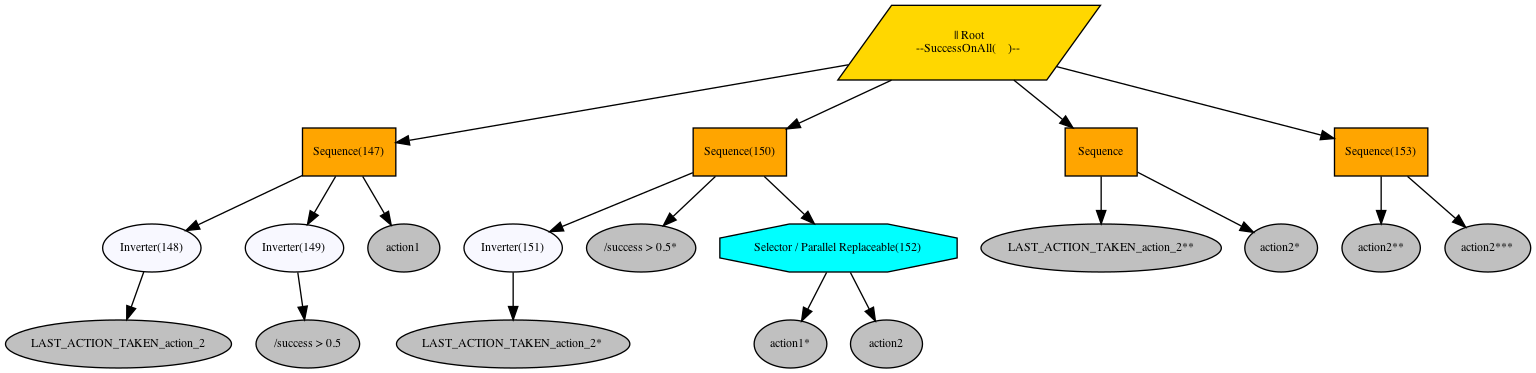 || Root
--SuccessOnAll(    )--
Sequence(147)
Sequence(150)
Sequence
Sequence(153)
Inverter(148)
Inverter(149)
action1
Inverter(151)
/success > 0.5*
Selector / Parallel Replaceable(152)
LAST_ACTION_TAKEN_action_2**
action2*
action2**
action2***
LAST_ACTION_TAKEN_action_2
/success > 0.5
LAST_ACTION_TAKEN_action_2*
action1*
action2